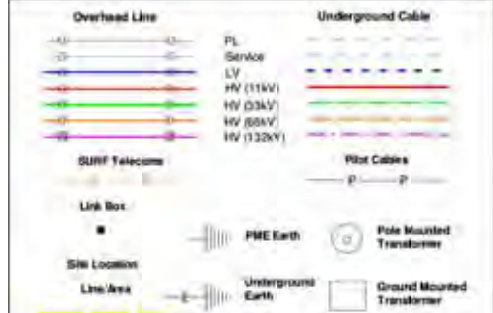 Overhead Line
Underground Cable
PL
Service
LV
HV (11kV)
HV (33kV)
HV (66kV)
HV (132kV)
SURF Telecoms
Pilot Cables
P P
Link Box
PME Earth
Pole Mounted
Transformer
Site Location
Line/Area
Underground
Earth
Ground Mounted
Transformer